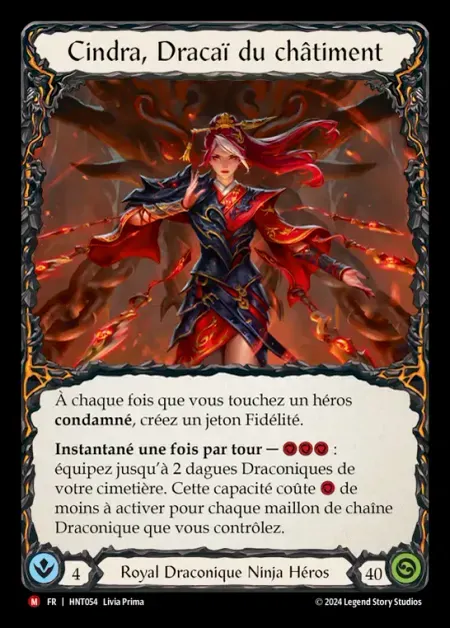 Cindra, Dracaï du châtiment
À chaque fois que vous touchez un héros
condamné, créez un jeton Fidélité.
Instantané une fois par tour — :
équipez jusqu'à 2 dagues Draconiques de
votre cimetière. Cette capacité coûte de
moins à activer pour chaque maillon de chaîne
Draconique que vous contrôlez.
4 Royal Draconique Ninja Héros 40
M FR | HNT054 Livia Prima © 2024 Legend Story Studios